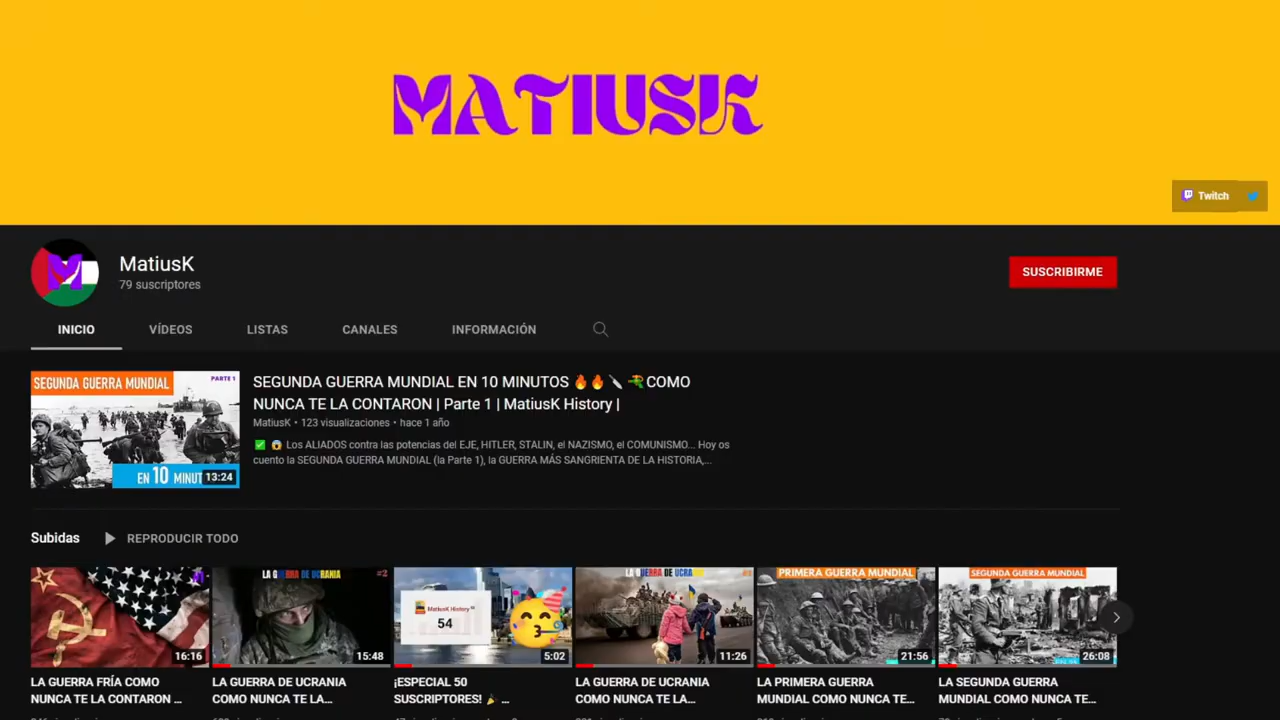 MATIUSK
Twitch
M
MatiusK
79 suscriptores
SUSCRIBIRME
INICIO
VÍDEOS
LISTAS
CANALES
INFORMACIÓN
SEGUNDA GUERRA MUNDIAL
PARTE 1
EN 10 MINUT
13:24
SEGUNDA GUERRA MUNDIAL EN 10 MINUTOS 🔥🔥🔪🔫COMO
NUNCA TE LA CONTARON | Parte 1 | MatiusK History |
MatiusK • 123 visualizaciones • hace 1 año
✅ 😱 Los ALIADOS contra las potencias del EJE, HITLER, STALIN, el NAZISMO, el COMUNISMO... Hoy os
cuento la SEGUNDA GUERRA MUNDIAL (la Parte 1), la GUERRA MÁS SANGRIENTA DE LA HISTORIA,...
Subidas
REPRODUCIR TODO
16:16
LA GUERRA DE UCRANIA
#2
15:48
MatiusK History
54
5:02
LA GUERRA DE UCRA
11:26
PRIMERA GUERRA MUNDIAL
21:56
SEGUNDA GUERRA MUNDIAL
26:08
LA GUERRA FRÍA COMO
NUNCA TE LA CONTARON ...
LA GUERRA DE UCRANIA
COMO NUNCA TE LA...
¡ESPECIAL 50
SUSCRIPTORES! 🎉 ...
LA GUERRA DE UCRANIA
COMO NUNCA TE LA...
LA PRIMERA GUERRA
MUNDIAL COMO NUNCA TE...
LA SEGUNDA GUERRA
MUNDIAL COMO NUNCA TE...